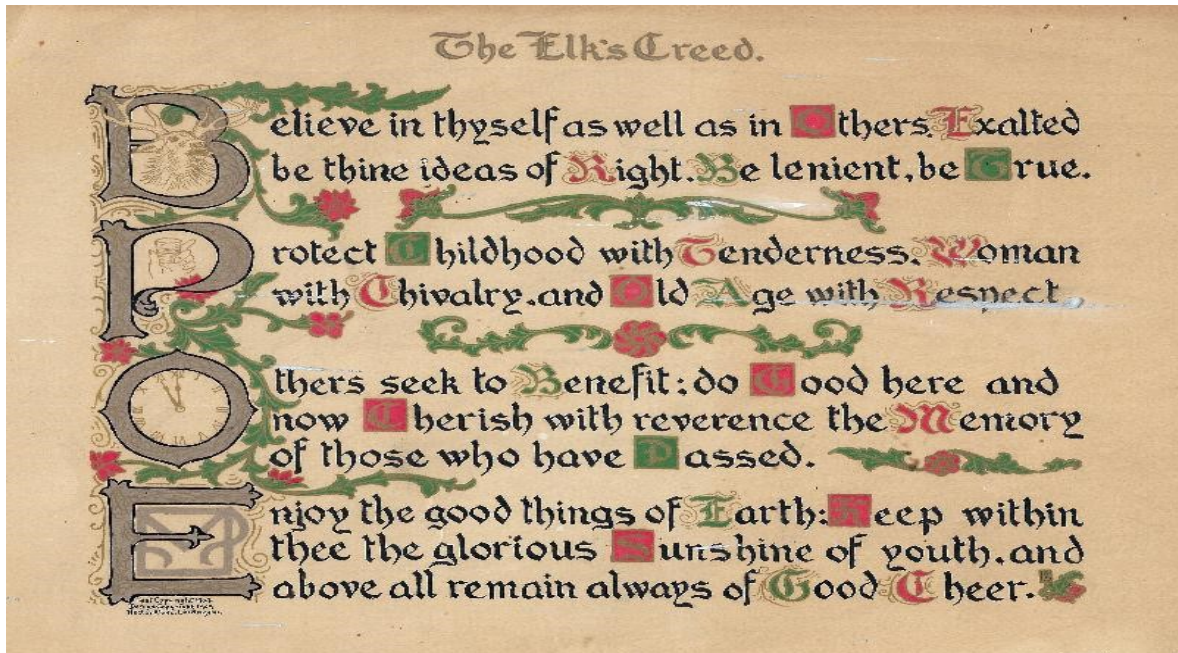 The Elk's Creed.
Believe in thyself as well as in Others. Exalted
be thine ideas of Right. Be lenient, be True.
Protect Childhood with Tenderness. Woman
with Chivalry. and Old Age with Respect
Others seek to Benefit: do Good here and
now Cherish with reverence the Memory
of those who have Passed.
Enjoy the good things of Earth: Keep within
thee the glorious Sunshine of youth. and
above all remain always of Good Cheer.